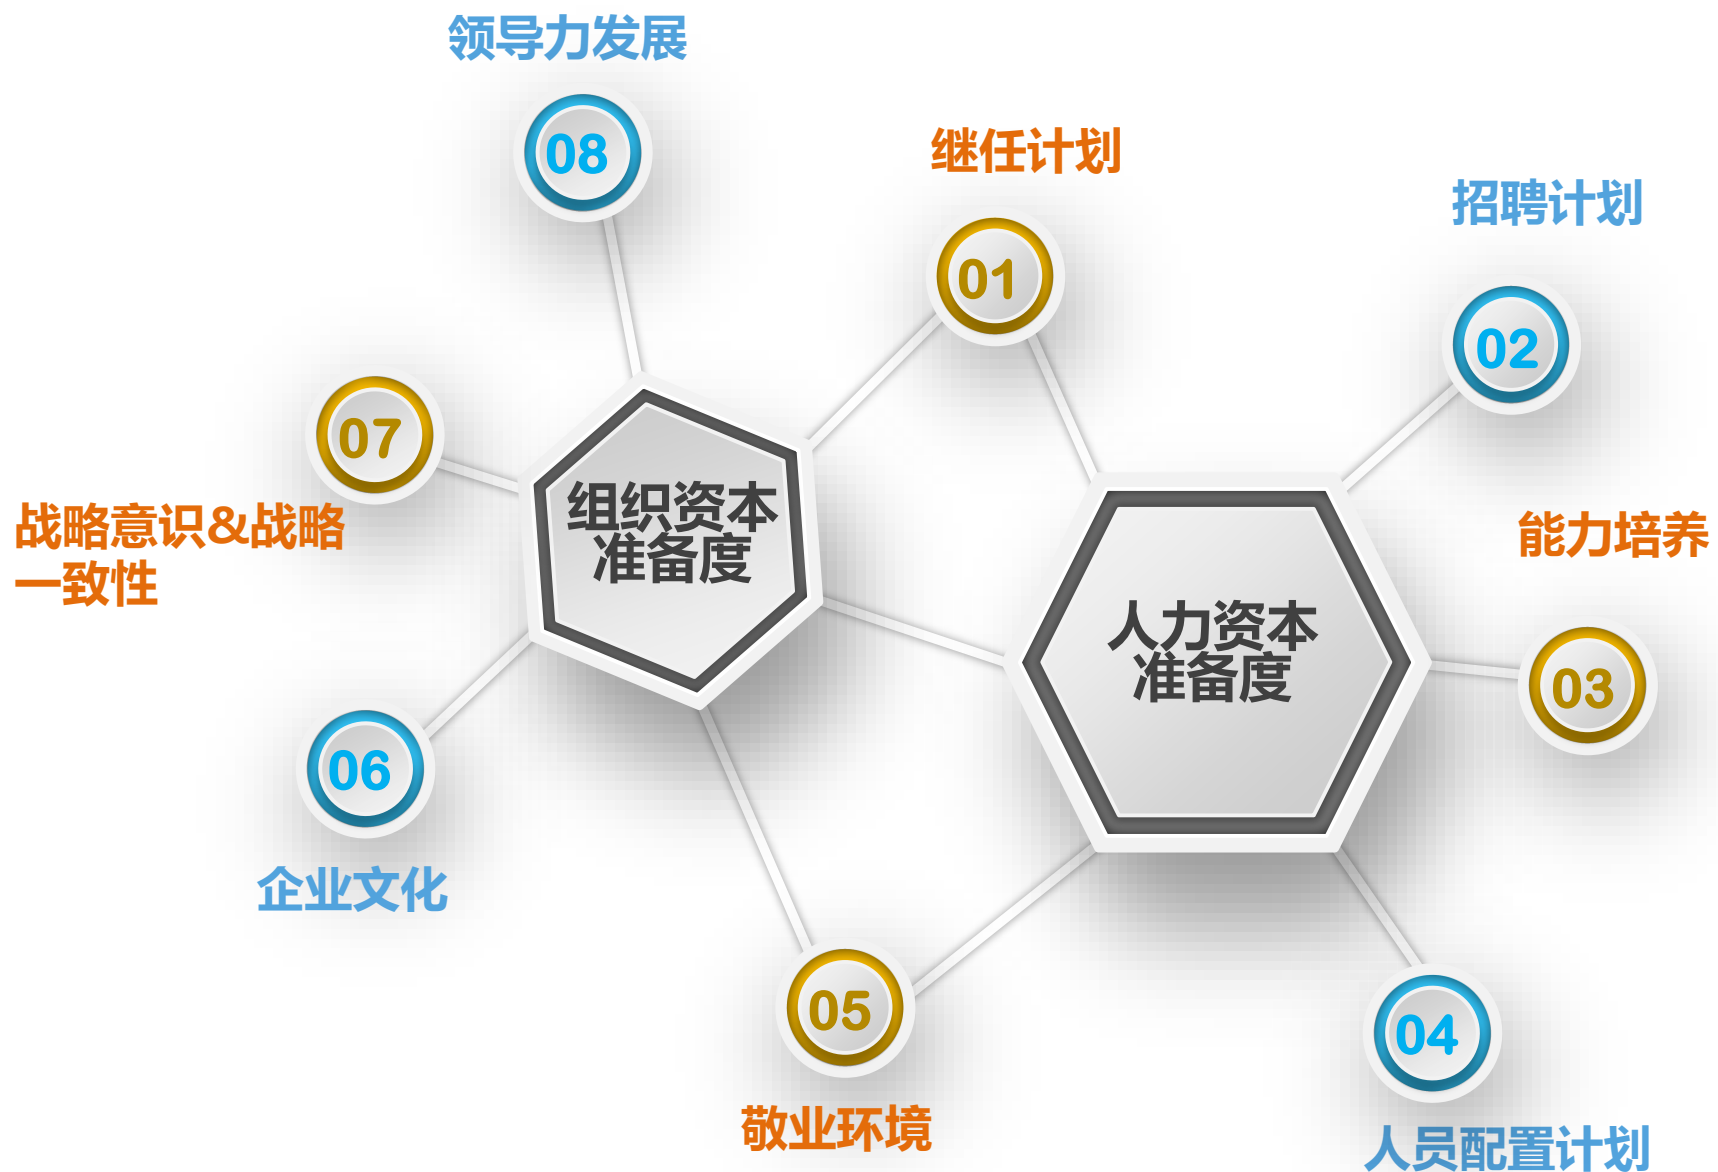 领导力发展
08
继任计划
01
招聘计划
02
07
战略意识&战略
一致性
组织资本
准备度
能力培养
人力资本
准备度
03
06
企业文化
05
敬业环境
04
人员配置计划